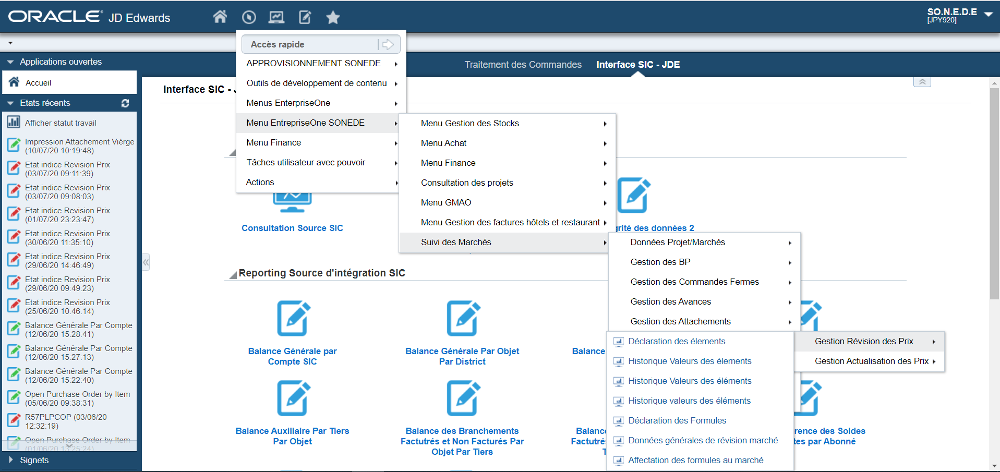 ORACLE JD Edwards
SO.N.E.D.E
[JPY920]
Applications ouvertes
Accueil
Etats récents
Afficher statut travail
Impression Attachement Vièrge
(10/07/20 10:19:48)
Etat indice Revision Prix
(03/07/20 09:11:39)
Etat indice Revision Prix
(03/07/20 09:08:03)
Etat indice Revision Prix
(01/07/20 23:23:47)
Etat indice Revision Prix
(30/06/20 11:35:10)
Etat indice Revision Prix
(29/06/20 14:46:49)
Etat indice Revision Prix
(29/06/20 09:49:23)
Etat indice Revision Prix
(25/06/20 10:46:14)
Balance Générale Par Compte
(12/06/20 15:28:41)
Balance Générale Par Compte
(12/06/20 15:27:13)
Balance Générale Par Compte
(12/06/20 15:22:40)
Open Purchase Order by Item
(05/06/20 09:38:31)
R57PLPCOP (03/06/20
12:32:19)
Open Purchase Order by Item
(01/06/20 13:25:24)
Signets
Accès rapide
APPROVISIONNEMENT SONEDE
Outils de développement de contenu
Menus EnterpriseOne
Menu EntrepriseOne SONEDE
Menu Finance
Tâches utilisateur avec pouvoir
Actions
Menu Gestion des Stocks
Menu Achat
Menu Finance
Consultation des projets
Menu GMAO
Menu Gestion des factures hôtels et restaurant
Suivi des Marchés
Données Projet/Marchés
Gestion des BP
Gestion des Commandes Fermes
Gestion des Avances
Gestion des Attachements
Gestion Révision des Prix
Gestion Actualisation des Prix
Déclaration des élements
Historique Valeurs des élements
Historique Valeurs des éléments
Historique valeurs des éléments
Déclaration des Formules
Données générales de révision marché
Affectation des formules au marché
Traitement des Commandes
Interface SIC - JDE
Interface SIC -
Consultation Source SIC
grité des données 2
Reporting Source d'intégration SIC
Balance Générale par
Compte SIC
Balance Générale Par Objet
Par District
Balance
Balance Auxiliaire Par Tiers
Par Objet
Balance des Branchements
Factutrés et Non Facturés Par
Objet Par Tiers
Balanc
Factutrés
T
rence des Soldes
tes par Abonné